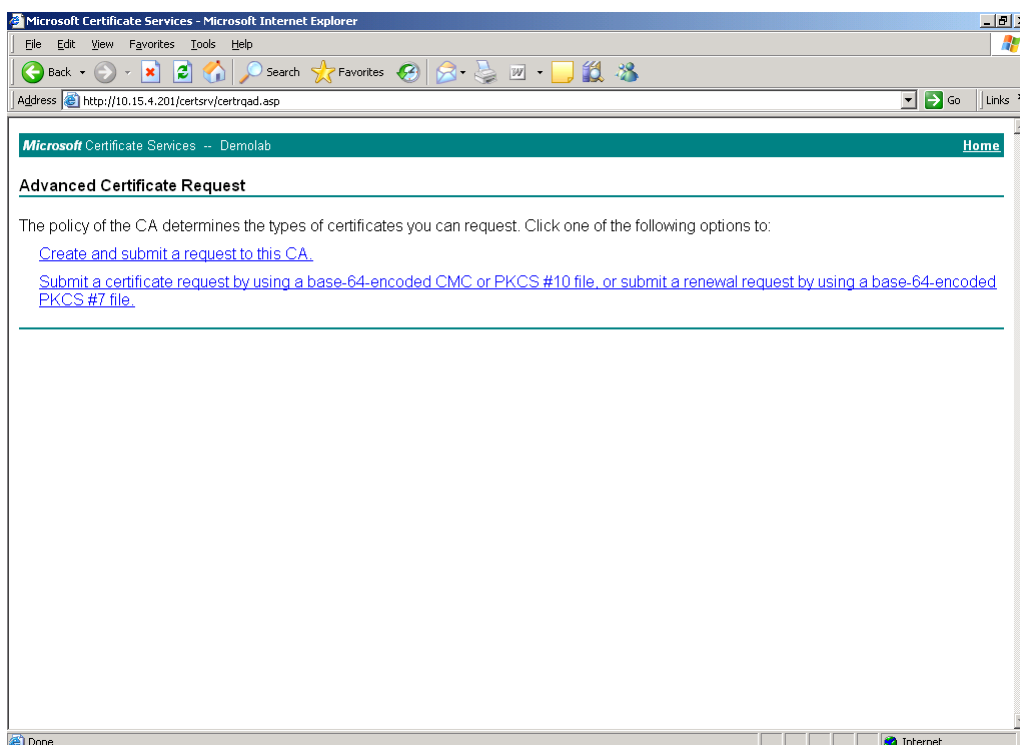 Microsoft Certificate Services - Microsoft Internet Explorer
File Edit View Favorites Tools Help
Back Search Favorites
Address http://10.15.4.201/certsrv/certrqad.asp Go Links
Microsoft Certificate Services -- Demolab Home
Advanced Certificate Request
The policy of the CA determines the types of certificates you can request. Click one of the following options to:
Create and submit a request to this CA.
Submit a certificate request by using a base-64-encoded CMC or PKCS #10 file, or submit a renewal request by using a base-64-encoded
PKCS #7 file.
Done Internet